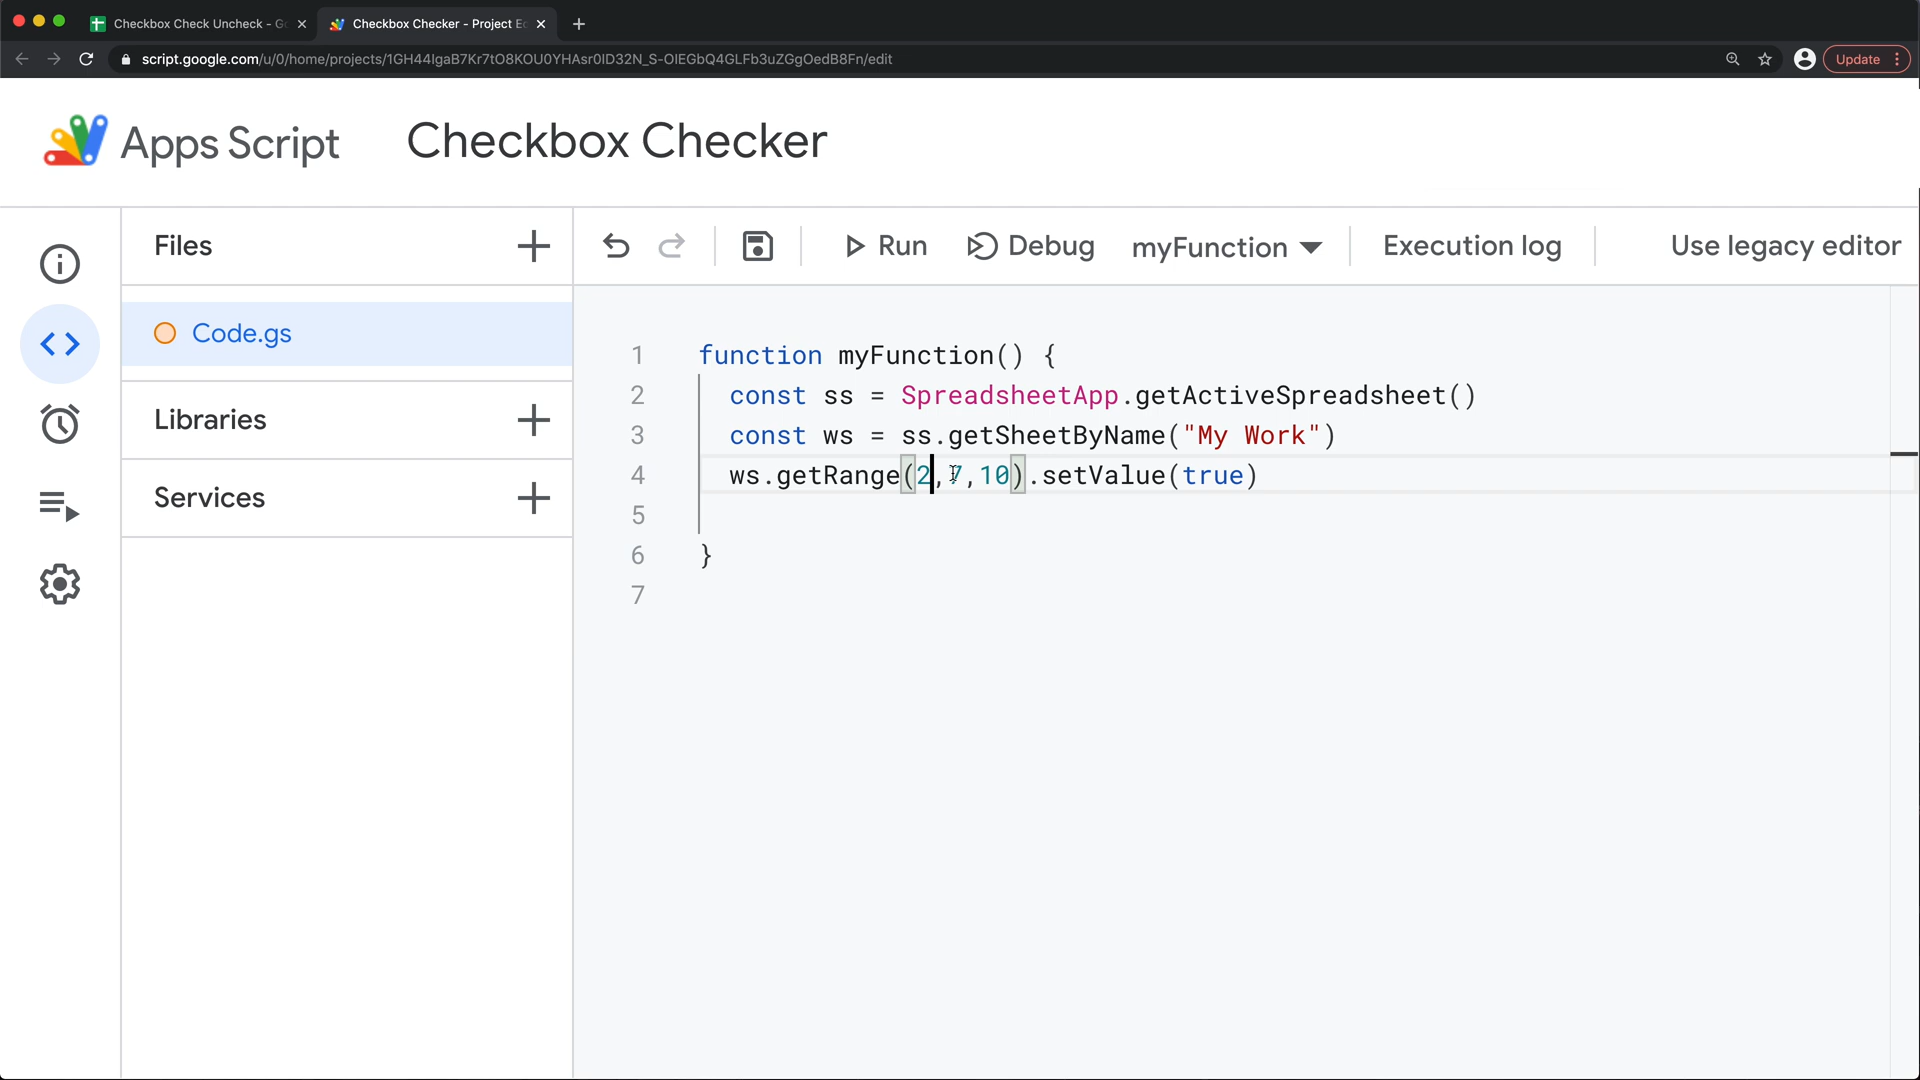 Checkbox Check Uncheck - Go
Checkbox Checker - Project Ed
script.google.com/u/0/home/projects/1GH44lgaB7Kr7tO8KOU0YHAsr0ID32N_S-OIEGbQ4GLFb3uZGgOedB8Fn/edit
Update
Apps Script
Checkbox Checker
Files
Run
Debug
myFunction
Execution log
Use legacy editor
Code.gs
Libraries
Services
1 function myFunction() {
2 const ss = SpreadsheetApp.getActiveSpreadsheet()
3 const ws = ss.getSheetByName("My Work")
4 ws.getRange(2,7,10).setValue(true)
5
6 }
7